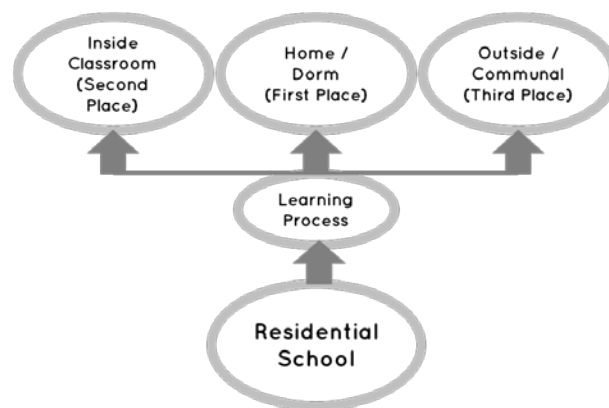 Inside
Classroom
(Second
Place)
Home /
Dorm
(First Place)
Outside /
Communal
(Third Place)
Learning
Process
Residential
School